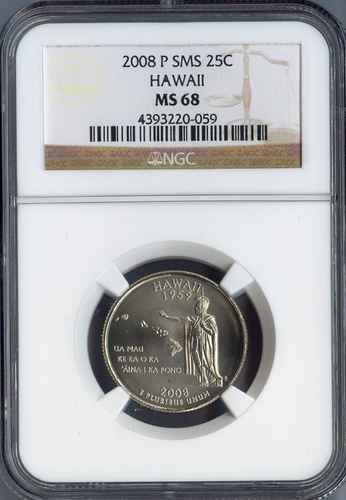 2008 P SMS 25C
HAWAII
MS 68
4393220-059
NGC
HAWAII
1959
UA MAU
KE EA O KA
'ĀINA I KA PONO
2008
E PLURIBUS UNUM